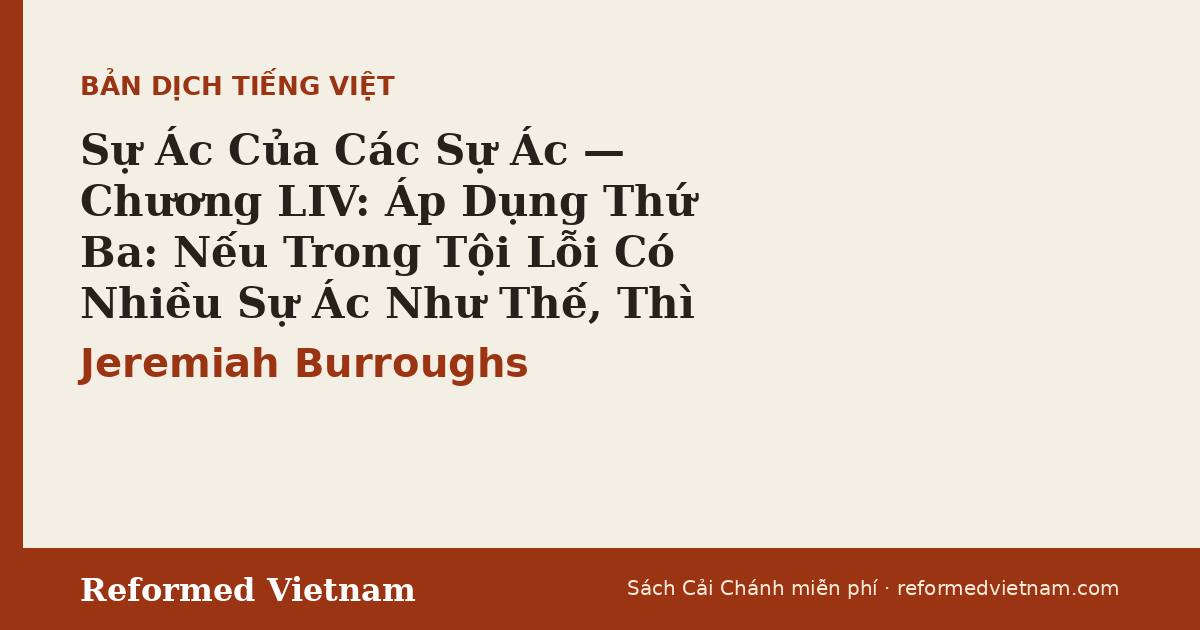 BẢN DỊCH TIẾNG VIỆT
Sự Ác Của Các Sự Ác —
Chương LIV: Áp Dụng Thứ
Ba: Nếu Trong Tội Lỗi Có
Nhiều Sự Ác Như Thế, Thì
Jeremiah Burroughs
Reformed Vietnam
Sách Cải Chánh miễn phí · reformedvietnam.com